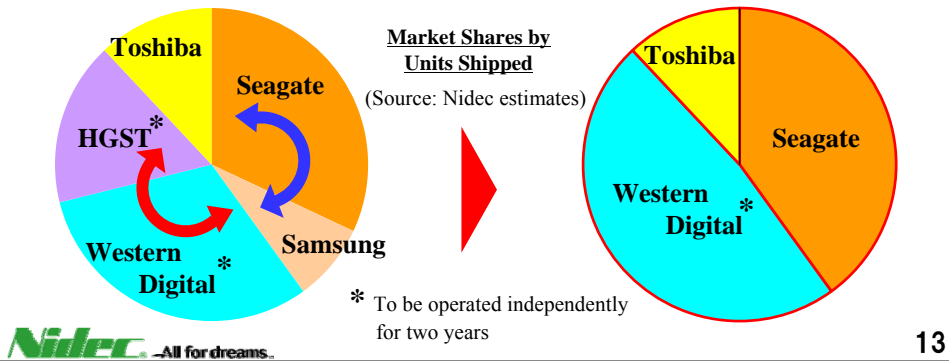 Toshiba
Seagate
HGST*
Western
Digital*
Samsung
Market Shares by
Units Shipped
(Source: Nidec estimates)
* To be operated independently
for two years
Toshiba
Seagate
Western
Digital*
Nidec -All for dreams.
13